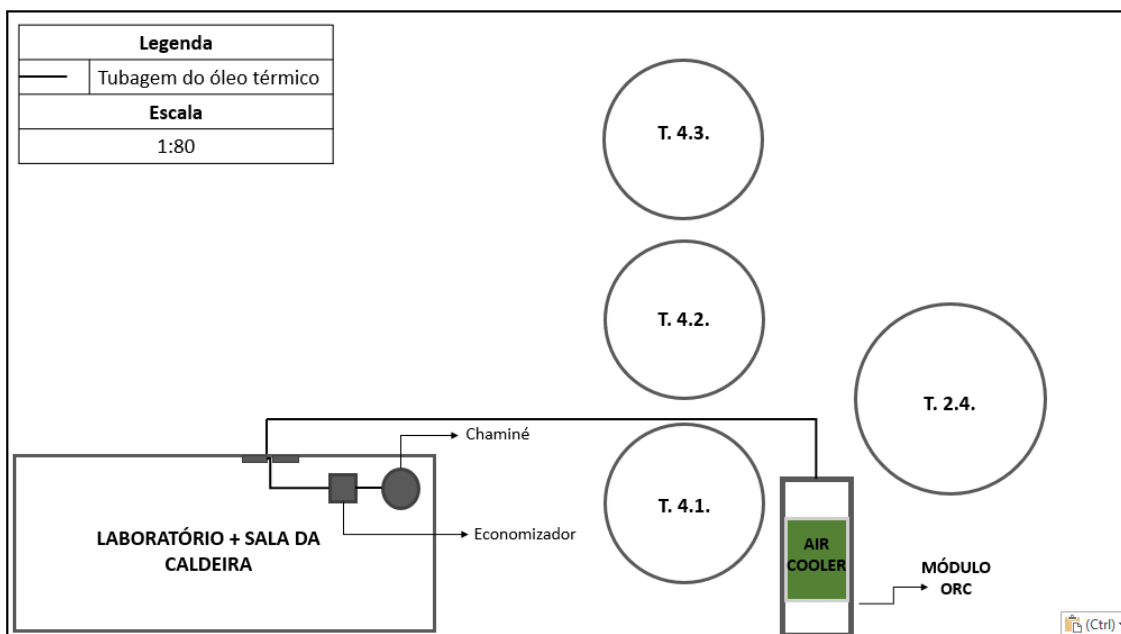 Legenda
Tubagem do óleo térmico
Escala
1:80
T. 4.3.
T. 4.2.
T. 2.4.
Chaminé
T. 4.1.
Economizador
LABORATÓRIO + SALA DA
CALDEIRA
AIR
COOLER
MÓDULO
ORC
(Ctrl)